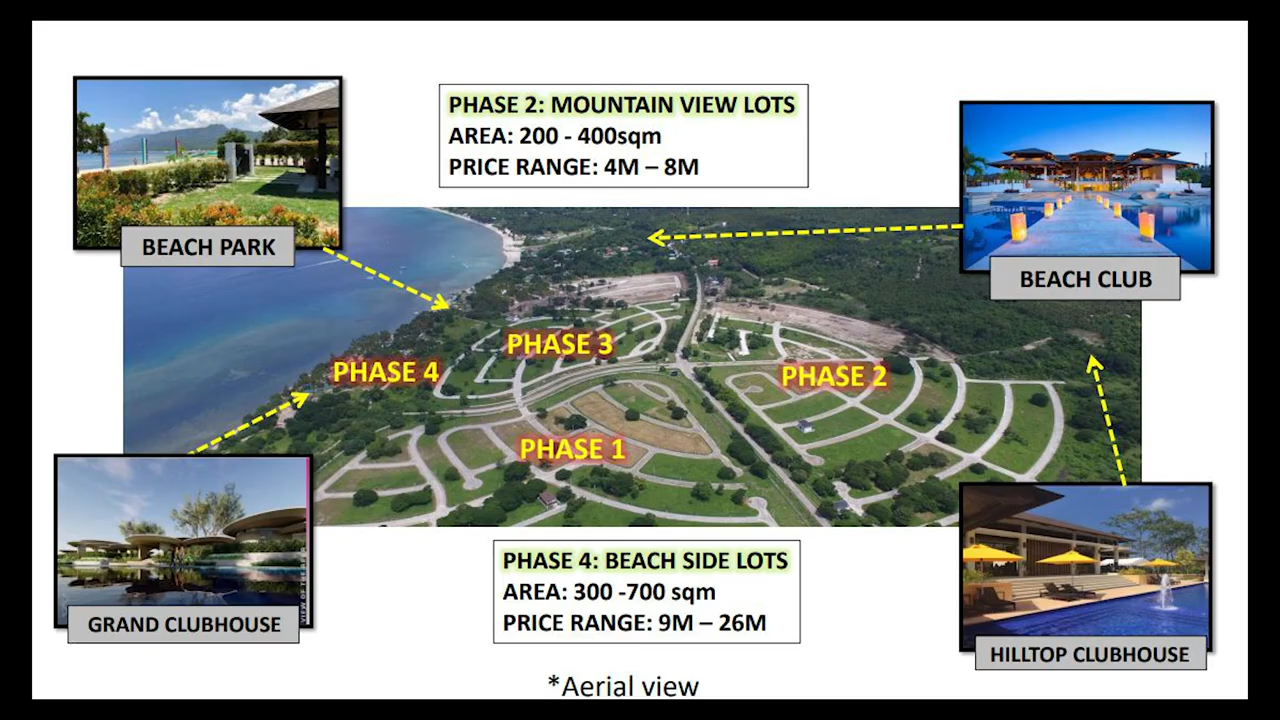 PHASE 2: MOUNTAIN VIEW LOTS
AREA: 200 - 400sqm
PRICE RANGE: 4M – 8M
BEACH PARK
BEACH CLUB
PHASE 3
PHASE 4
PHASE 2
PHASE 1
PHASE 4: BEACH SIDE LOTS
AREA: 300 -700 sqm
PRICE RANGE: 9M – 26M
GRAND CLUBHOUSE
HILLTOP CLUBHOUSE
*Aerial view